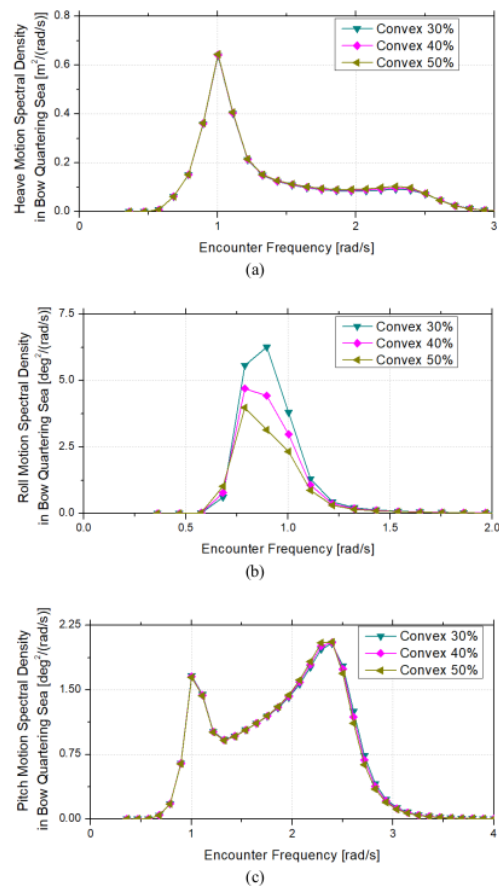 Heave Motion Spectral Density
in Bow Quartering Sea [m²/(rad/s)]
0.8
0.6
0.4
0.2
0.0
Convex 30%
Convex 40%
Convex 50%
0 1 2 3
Encounter Frequency [rad/s]
(a)
Roll Motion Spectral Density
in Bow Quartering Sea [deg²/(rad/s)]
7.5
5.0
2.5
0.0
Convex 30%
Convex 40%
Convex 50%
0.0 0.5 1.0 1.5 2.0
Encounter Frequency [rad/s]
(b)
Pitch Motion Spectral Density
in Bow Quartering Sea [deg²/(rad/s)]
2.25
1.50
0.75
0.00
Convex 30%
Convex 40%
Convex 50%
0 1 2 3 4
Encounter Frequency [rad/s]
(c)